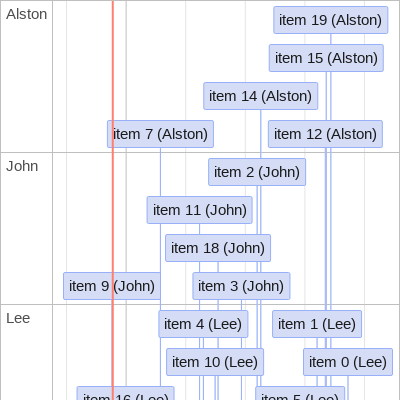 Alston
item 19 (Alston)
item 15 (Alston)
item 14 (Alston)
item 7 (Alston)
item 12 (Alston)
John
item 2 (John)
item 11 (John)
item 18 (John)
item 9 (John)
item 3 (John)
Lee
item 4 (Lee)
item 1 (Lee)
item 10 (Lee)
item 0 (Lee)
item 16 (Lee)
item 5 (Lee)